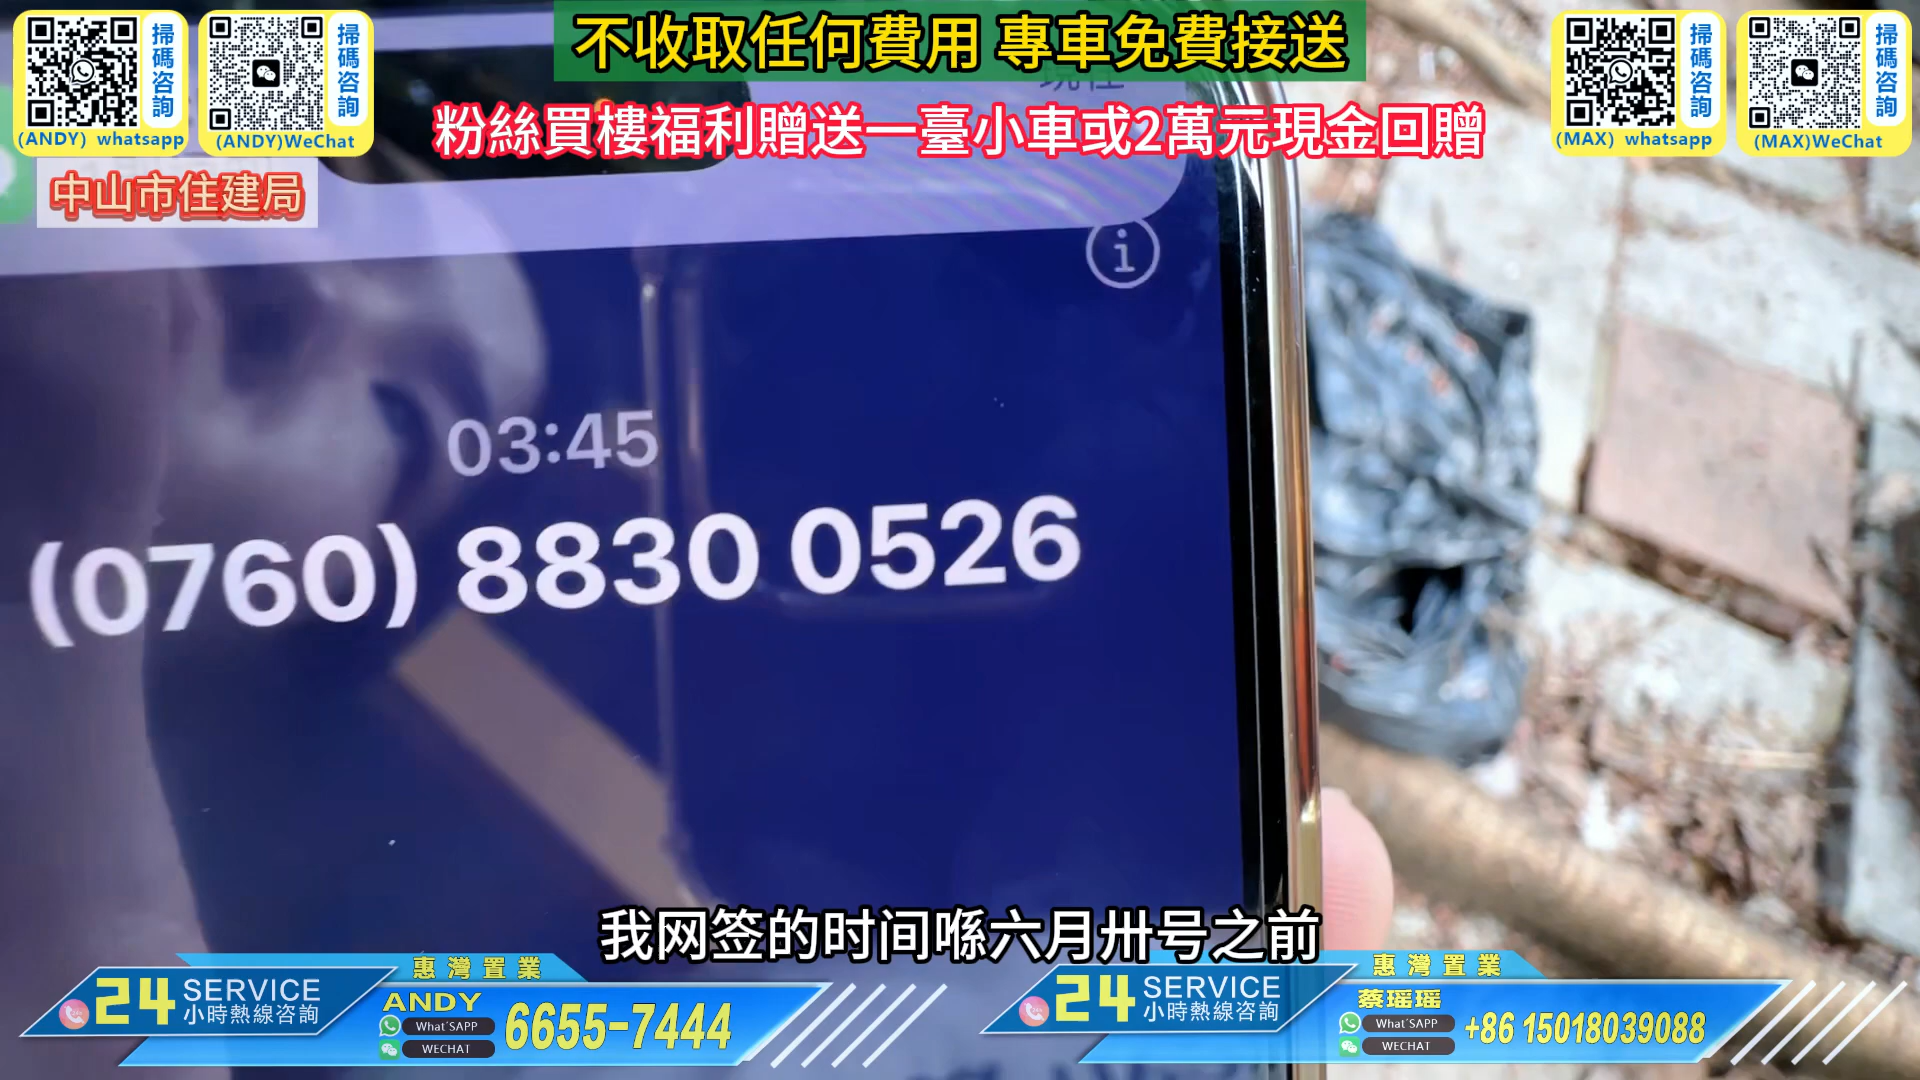 不收取任何費用 專車免費接送
粉絲買樓福利贈送一臺小車或2萬元現金回贈
掃碼咨詢
(ANDY) whatsapp
掃碼咨詢
(ANDY)WeChat
掃碼咨詢
(MAX) whatsapp
掃碼咨詢
(MAX)WeChat
中山市住建局
i
03:45
(0760) 8830 0526
我网签的时间喺六月卅号之前
24 SERVICE
小時熱線咨詢
惠灣置業
ANDY
What'SAPP
WECHAT
6655-7444
24 SERVICE
小時熱線咨詢
惠灣置業
蔡瑶瑶
What'SAPP
WECHAT
+86 15018039088